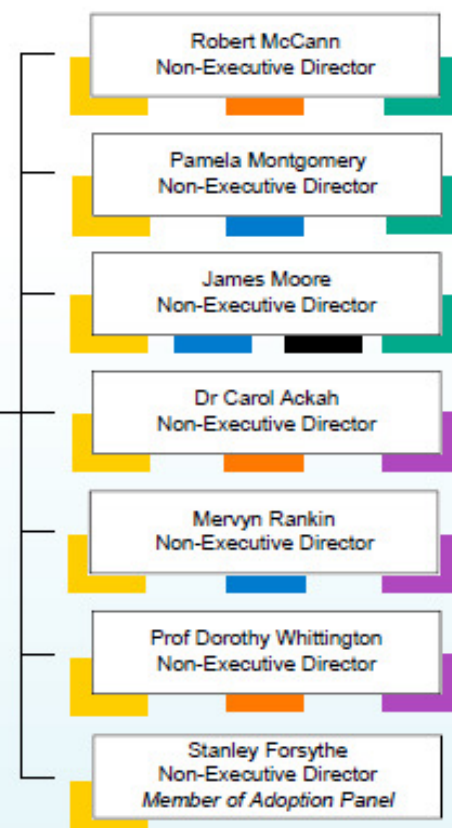 Robert McCann
Non-Executive Director
Pamela Montgomery
Non-Executive Director
James Moore
Non-Executive Director
Dr Carol Ackah
Non-Executive Director
Mervyn Rankin
Non-Executive Director
Prof Dorothy Whittington
Non-Executive Director
Stanley Forsythe
Non-Executive Director
Member of Adoption Panel